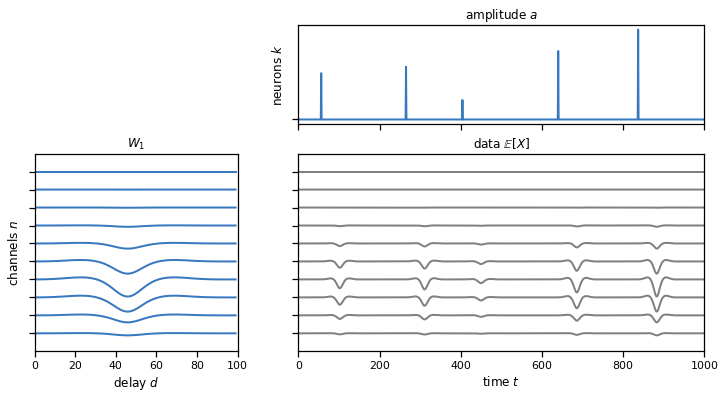 amplitude a
neurons k
W₁
data 𝔼[X]
channels n
0 20 40 60 80 100
delay d
0 200 400 600 800 1000
time t